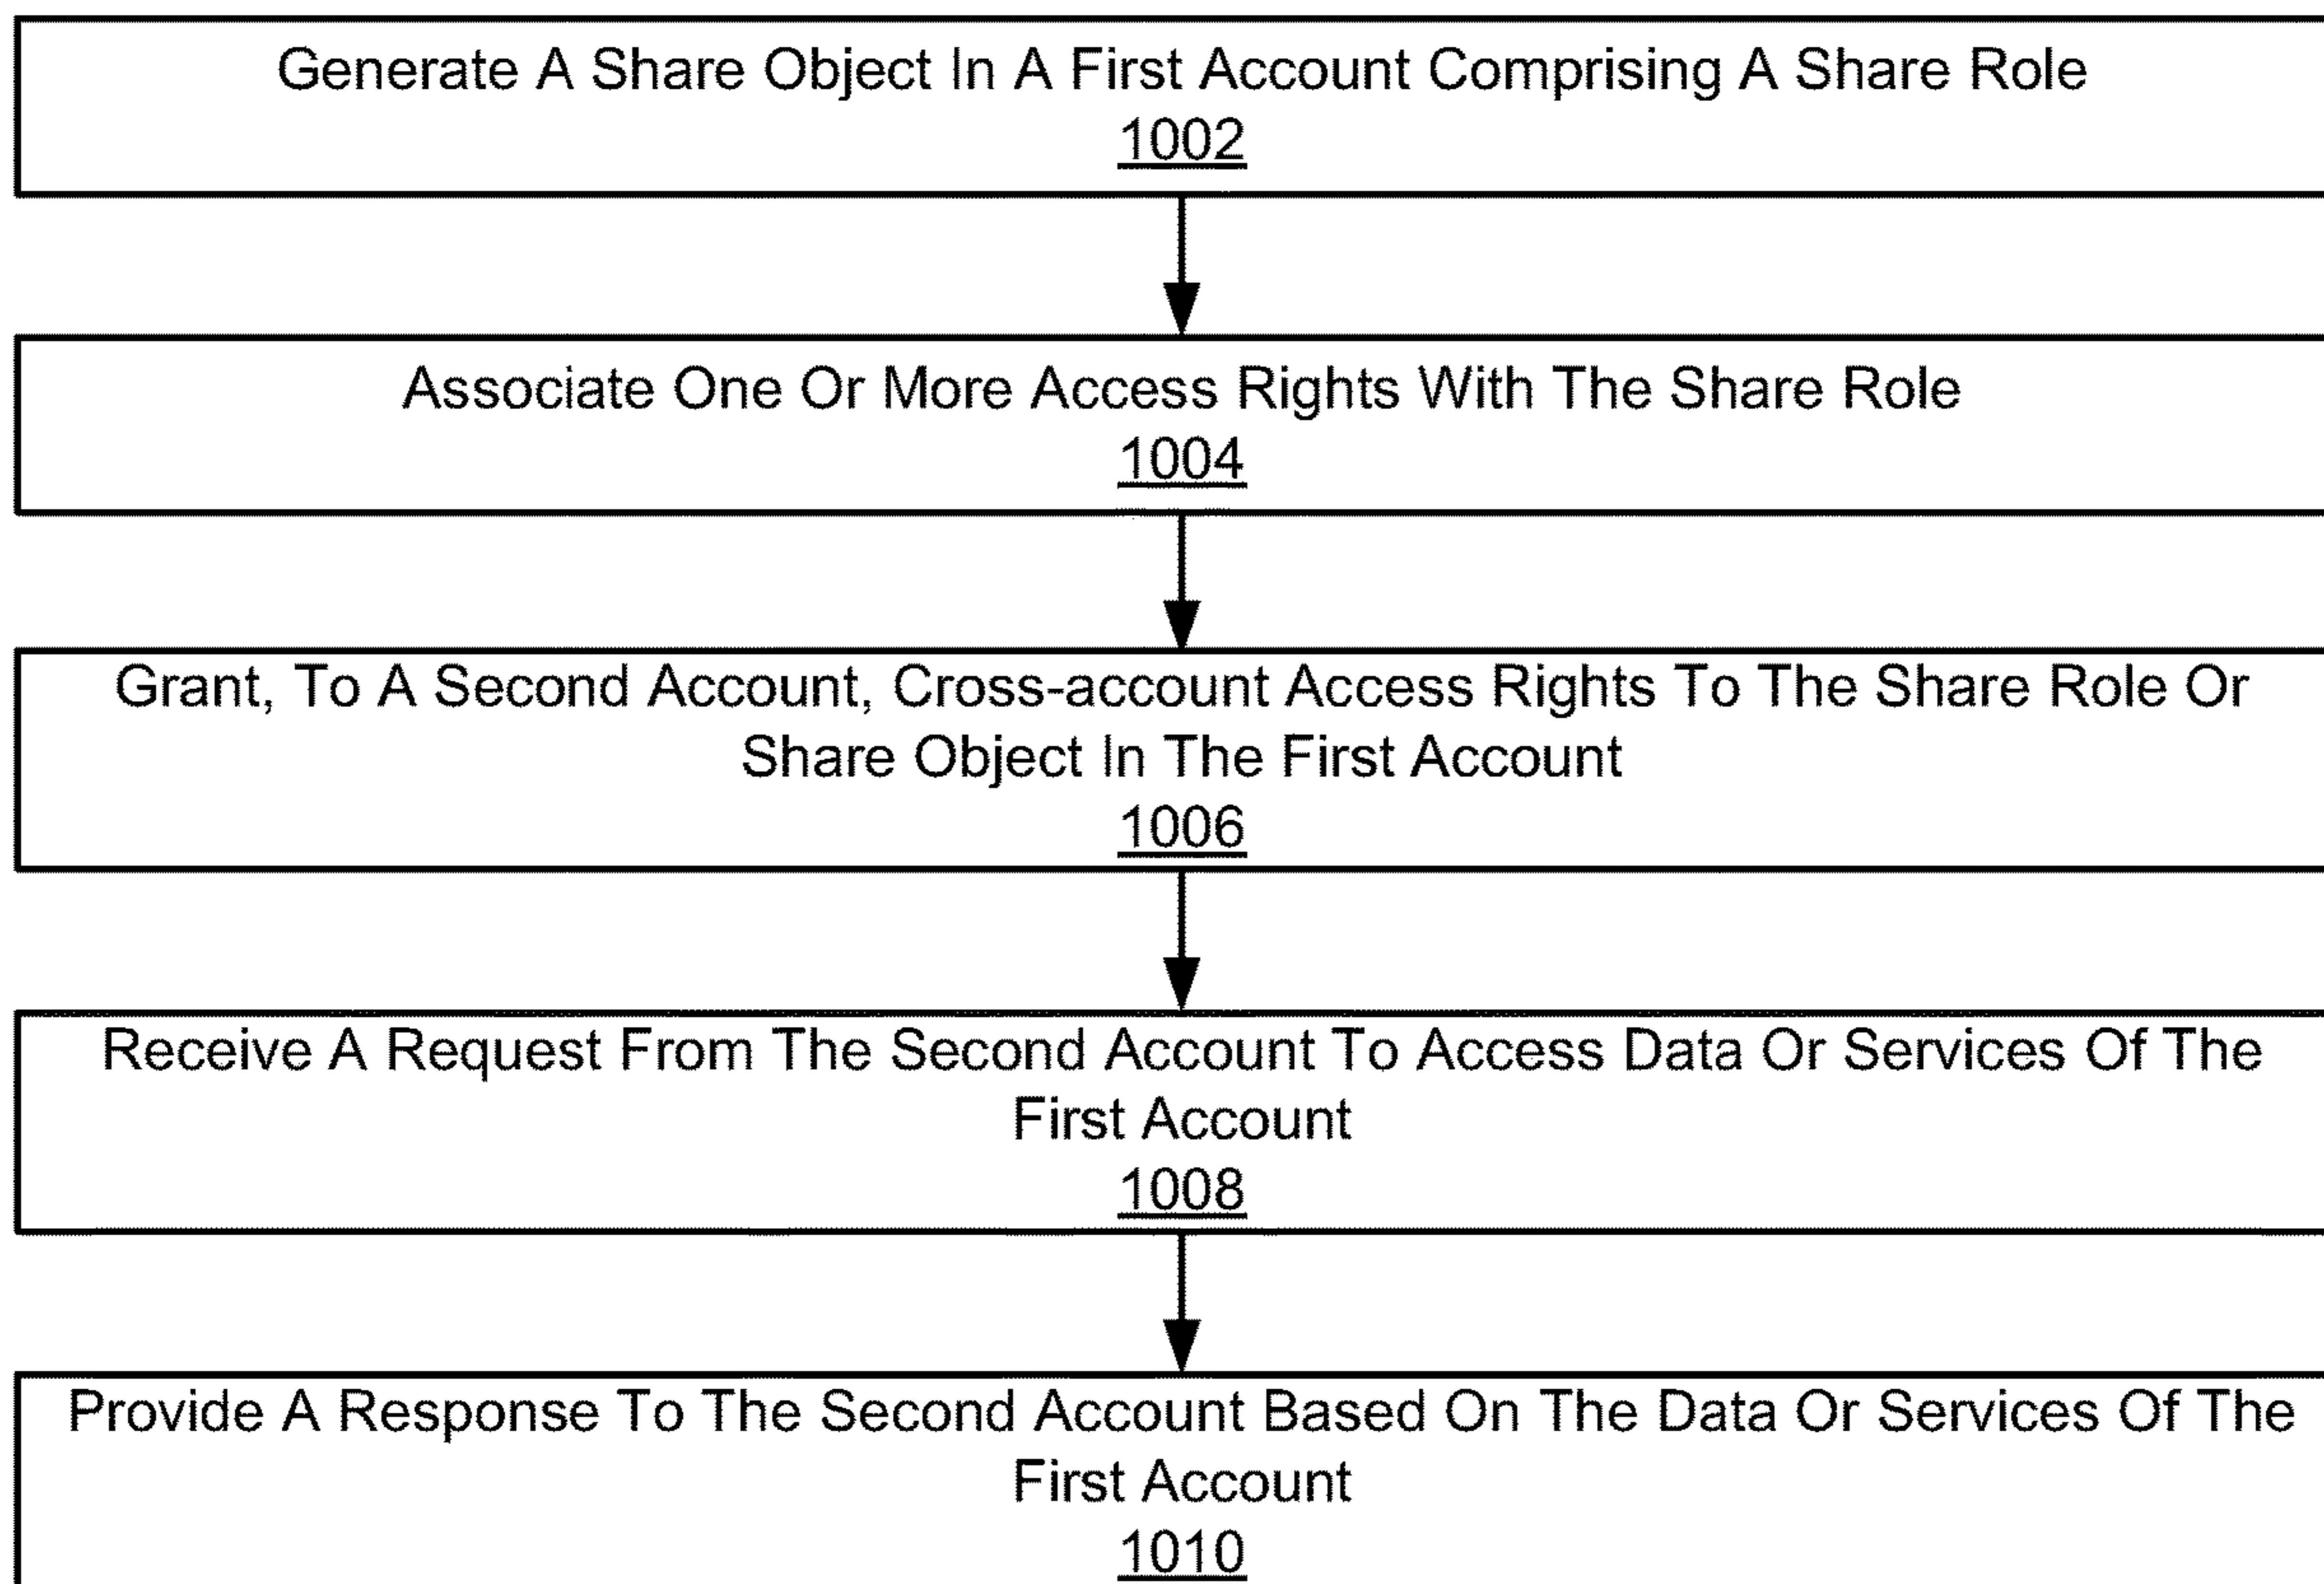 Generate A Share Object In A First Account Comprising A Share Role
1002
Associate One Or More Access Rights With The Share Role
1004
Grant, To A Second Account, Cross-account Access Rights To The Share Role Or
Share Object In The First Account
1006
Receive A Request From The Second Account To Access Data Or Services Of The
First Account
1008
Provide A Response To The Second Account Based On The Data Or Services Of The
First Account
1010